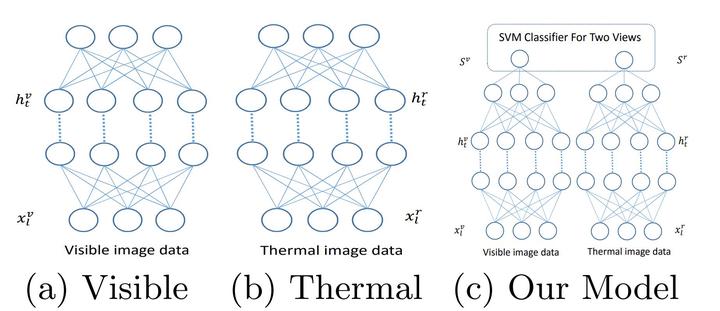 h_t^v
x_l^v
Visible image data
(a) Visible
h_t^r
x_l^r
Thermal image data
(b) Thermal
SVM Classifier For Two Views
S^v
S^r
h_t^v
h_t^r
x_l^v
x_l^r
Visible image data
Thermal image data
(c) Our Model